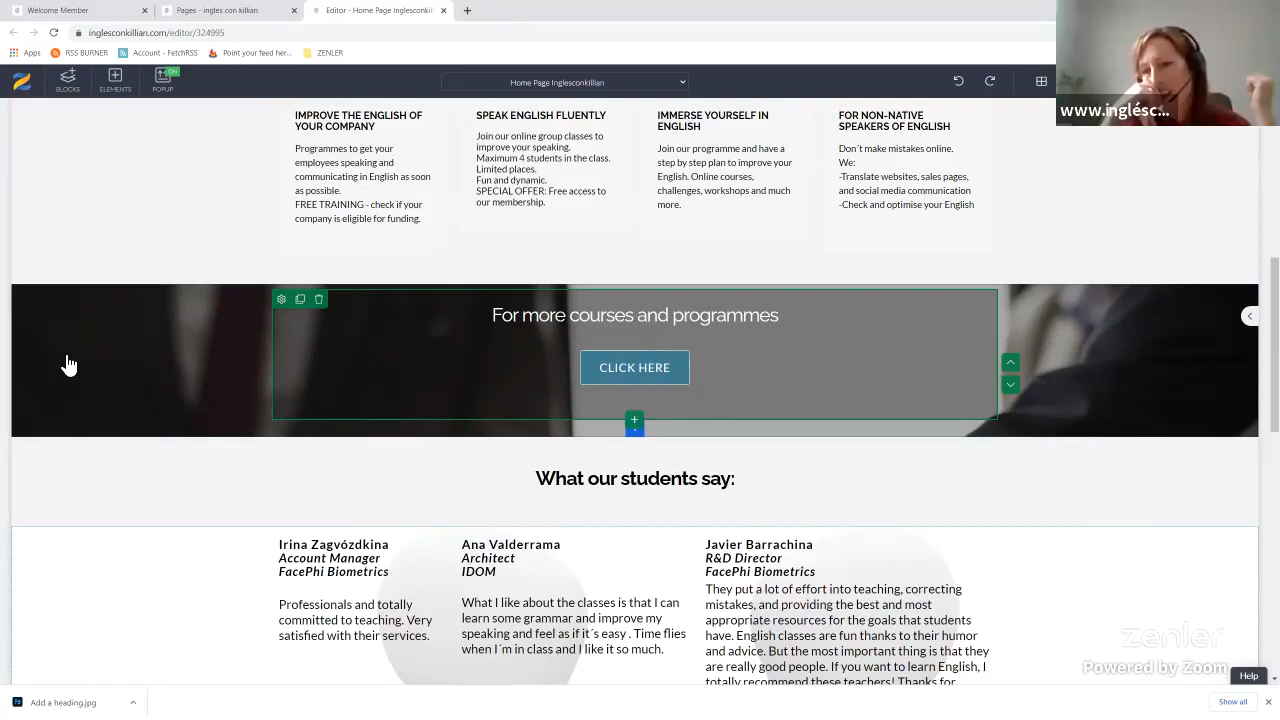 Welcome Member
Pages - ingles con killian
Editor - Home Page Inglesconkilli
inglesconkillian.com/editor/324995
Apps
RSS BURNER
Account - FetchRSS
Point your feed her...
ZENLER
BLOCKS
ELEMENTS
ON
POPUP
Home Page Inglesconkillian
www.inglésc...
IMPROVE THE ENGLISH OF
YOUR COMPANY
Programmes to get your
employees speaking and
communicating in English as soon
as possible.
FREE TRAINING - check if your
company is eligible for funding.
SPEAK ENGLISH FLUENTLY
Join our online group classes to
improve your speaking.
Maximum 4 students in the class.
Limited places.
Fun and dynamic.
SPECIAL OFFER: Free access to
our membership.
IMMERSE YOURSELF IN
ENGLISH
Join our programme and have a
step by step plan to improve your
English. Online courses,
challenges, workshops and much
more.
FOR NON-NATIVE
SPEAKERS OF ENGLISH
Don´t make mistakes online.
We:
-Translate websites, sales pages,
and social media communication
-Check and optimise your English
For more courses and programmes
CLICK HERE
What our students say:
Irina Zagvózdkina
Account Manager
FacePhi Biometrics
Professionals and totally
committed to teaching. Very
satisfied with their services.
Ana Valderrama
Architect
IDOM
What I like about the classes is that I can
learn some grammar and improve my
speaking and feel as if it´s easy . Time flies
when I´m in class and I like it so much.
Javier Barrachina
R&D Director
FacePhi Biometrics
They put a lot of effort into teaching, correcting
mistakes, and providing the best and most
appropriate resources for the goals that students
have. English classes are fun thanks to their humor
and advice. But the most important thing is that they
are really good people. If you want to learn English, I
totally recommend these teachers! Thanks for
zenler
Powered by Zoom
Help
Add a heading.jpg
Show all